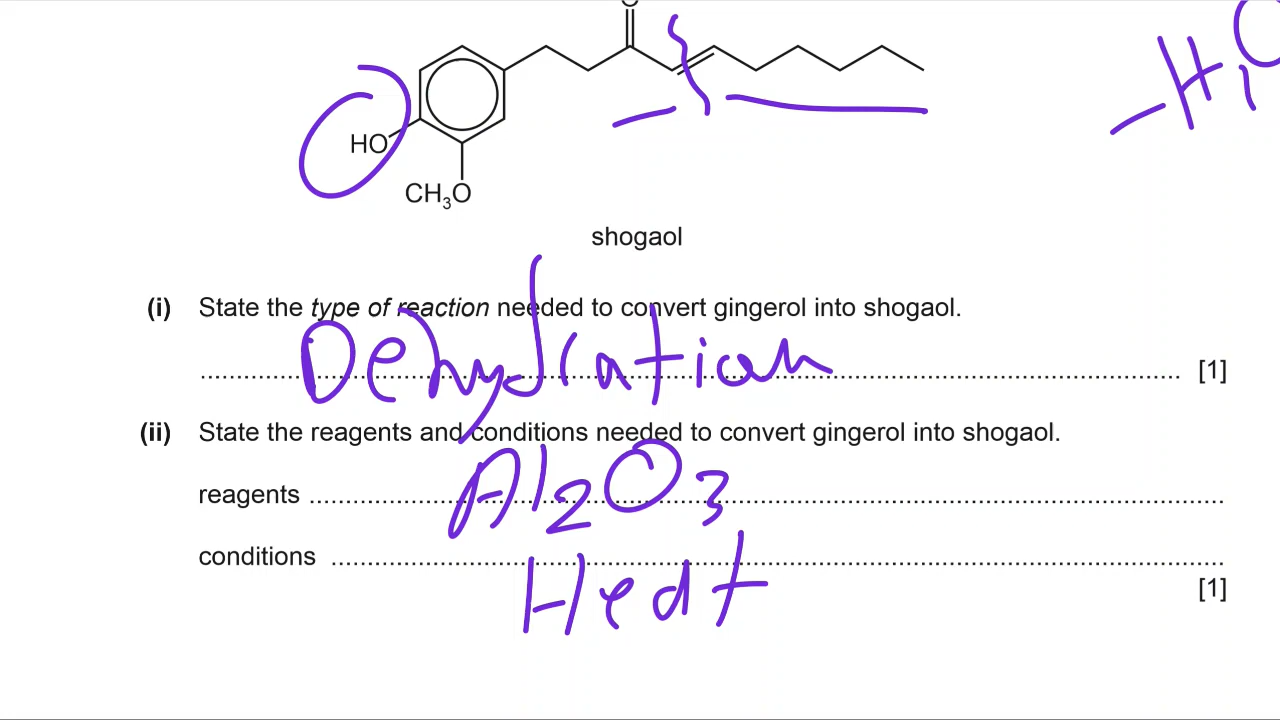 –H2O
HO
CH3O
shogaol
(i) State the type of reaction needed to convert gingerol into shogaol.
Dehydration [1]
(ii) State the reagents and conditions needed to convert gingerol into shogaol.
reagents Al2O3
conditions Heat
[1]